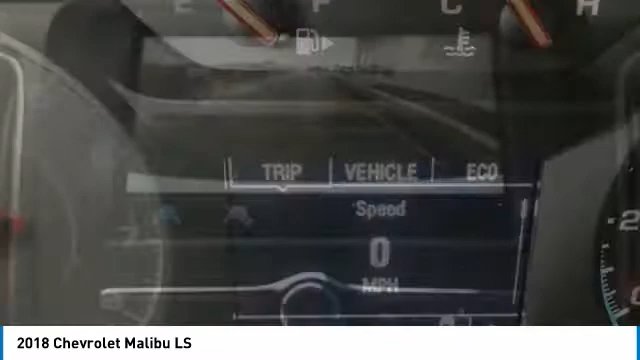 E F C H
TRIP VEHICLE ECO
Speed
0
MPH
2018 Chevrolet Malibu LS